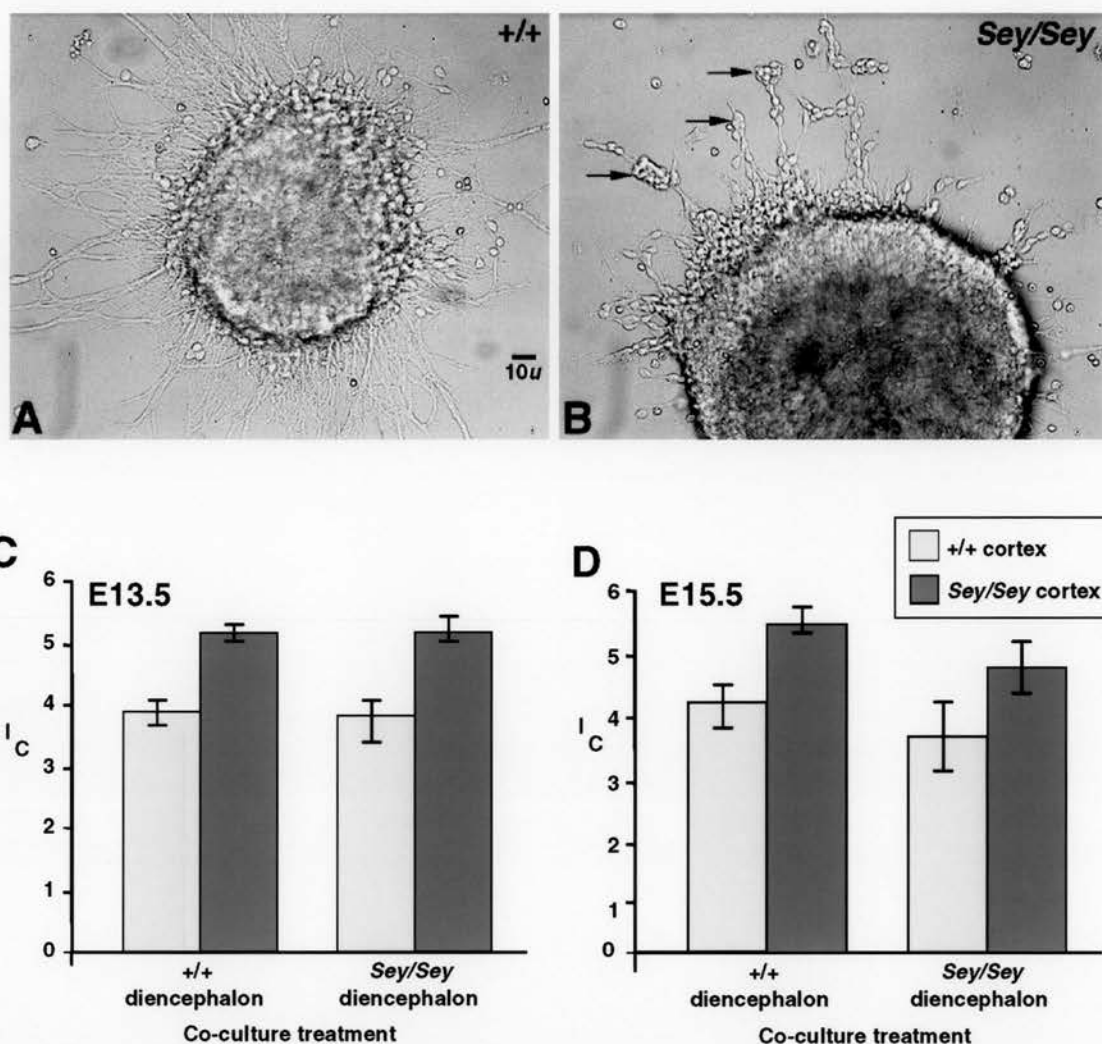 +/+
Sey/Sey
10u
A
B
C
E13.5
6
5
4
3
2
1
0
I C
+/+
diencephalon
Sey/Sey
diencephalon
Co-culture treatment
D
E15.5
+/+ cortex
Sey/Sey cortex
6
5
4
3
2
1
0
I C
+/+
diencephalon
Sey/Sey
diencephalon
Co-culture treatment